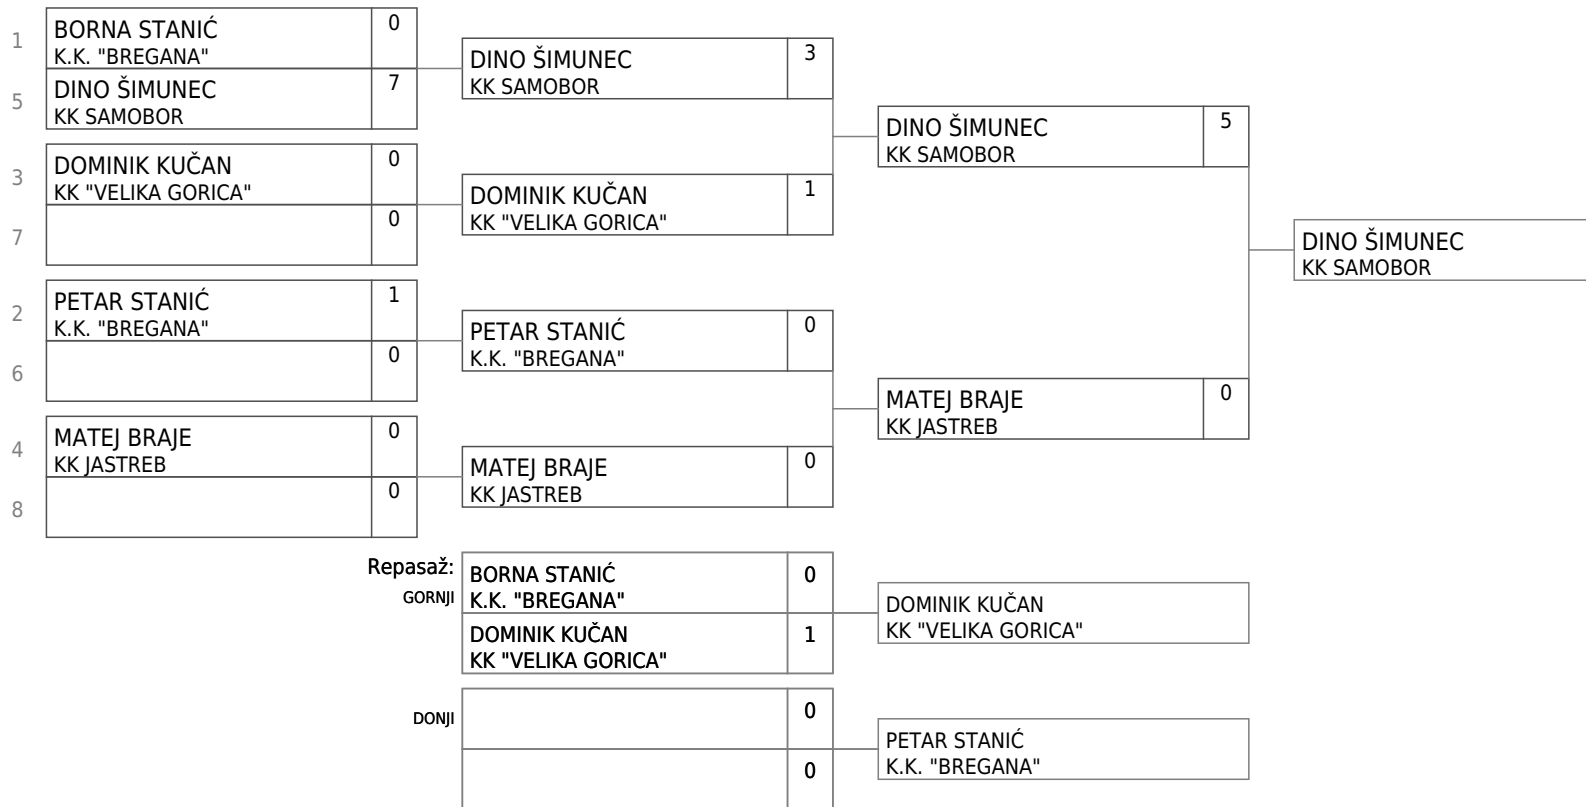 1
BORNA STANIĆ
K.K. "BREGANA"
0
5
DINO ŠIMUNEC
KK SAMOBOR
7
3
DOMINIK KUČAN
KK "VELIKA GORICA"
0
7
0
2
PETAR STANIĆ
K.K. "BREGANA"
1
6
0
4
MATEJ BRAJE
KK JASTREB
0
8
0
DINO ŠIMUNEC
KK SAMOBOR
3
DOMINIK KUČAN
KK "VELIKA GORICA"
1
PETAR STANIĆ
K.K. "BREGANA"
0
MATEJ BRAJE
KK JASTREB
0
DINO ŠIMUNEC
KK SAMOBOR
5
MATEJ BRAJE
KK JASTREB
0
DINO ŠIMUNEC
KK SAMOBOR
Repasaž:
GORNJI
BORNA STANIĆ
K.K. "BREGANA"
0
DOMINIK KUČAN
KK "VELIKA GORICA"
1
DOMINIK KUČAN
KK "VELIKA GORICA"
DONJI
0
0
PETAR STANIĆ
K.K. "BREGANA"